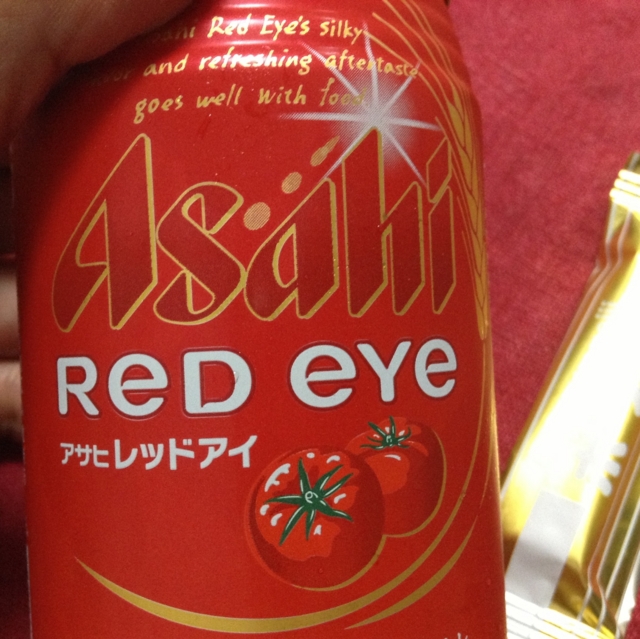 Asahi Red Eye's silky
and refreshing aftertaste
goes well with food
Asahi
RED EYE
アサヒレッドアイ